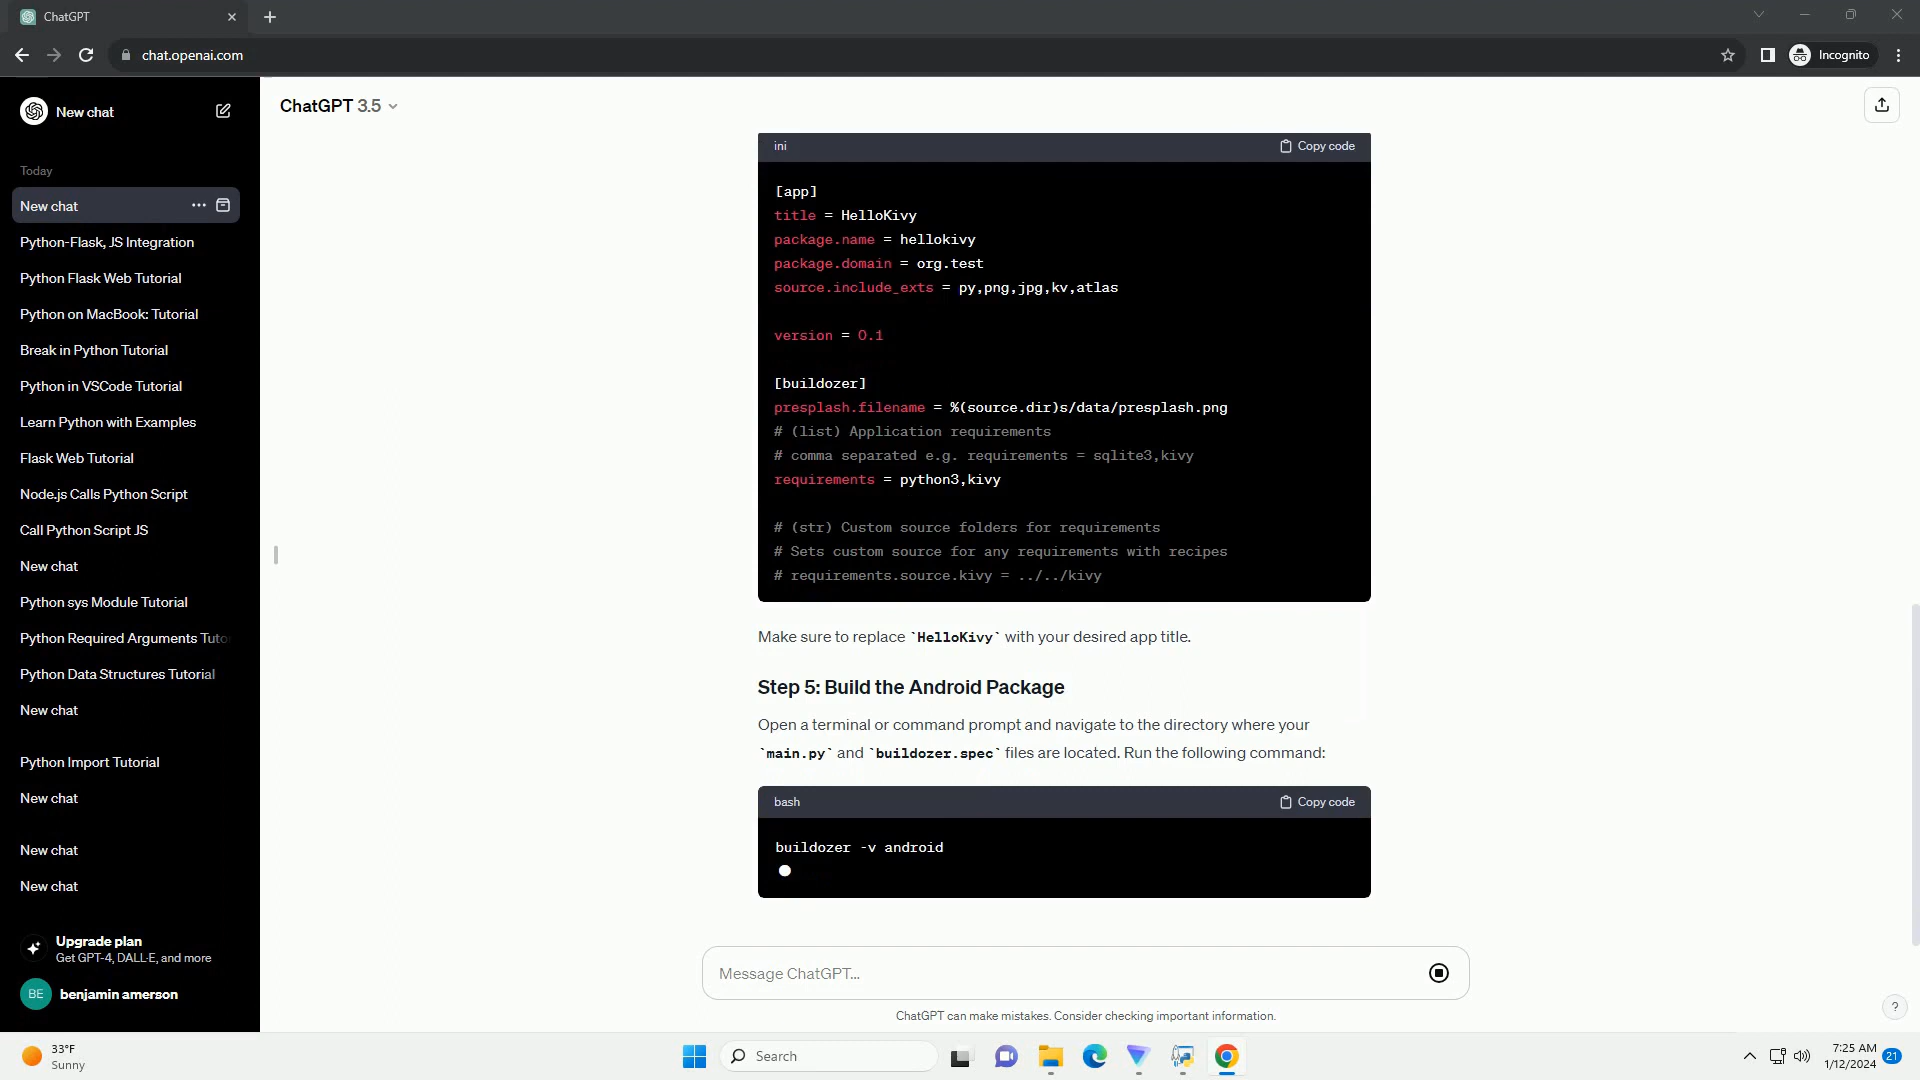 ChatGPT
chat.openai.com
Incognito
New chat
ChatGPT 3.5
Today
New chat
Python-Flask, JS Integration
Python Flask Web Tutorial
Python on MacBook: Tutorial
Break in Python Tutorial
Python in VSCode Tutorial
Learn Python with Examples
Flask Web Tutorial
Node.js Calls Python Script
Call Python Script JS
New chat
Python sys Module Tutorial
Python Required Arguments Tuto
Python Data Structures Tutorial
New chat
Python Import Tutorial
New chat
New chat
New chat
Upgrade plan
Get GPT-4, DALL·E, and more
BE
benjamin amerson
ini
Copy code
[app]
title = HelloKivy
package.name = hellokivy
package.domain = org.test
source.include_exts = py,png,jpg,kv,atlas
version = 0.1
[buildozer]
presplash.filename = %(source.dir)s/data/presplash.png
# (list) Application requirements
# comma separated e.g. requirements = sqlite3,kivy
requirements = python3,kivy
# (str) Custom source folders for requirements
# Sets custom source for any requirements with recipes
# requirements.source.kivy = ../../kivy
Make sure to replace `HelloKivy` with your desired app title.
Step 5: Build the Android Package
Open a terminal or command prompt and navigate to the directory where your
`main.py` and `buildozer.spec` files are located. Run the following command:
bash
Copy code
buildozer -v android
Message ChatGPT...
ChatGPT can make mistakes. Consider checking important information.
?
33°F
Sunny
Search
7:25 AM
1/12/2024
21